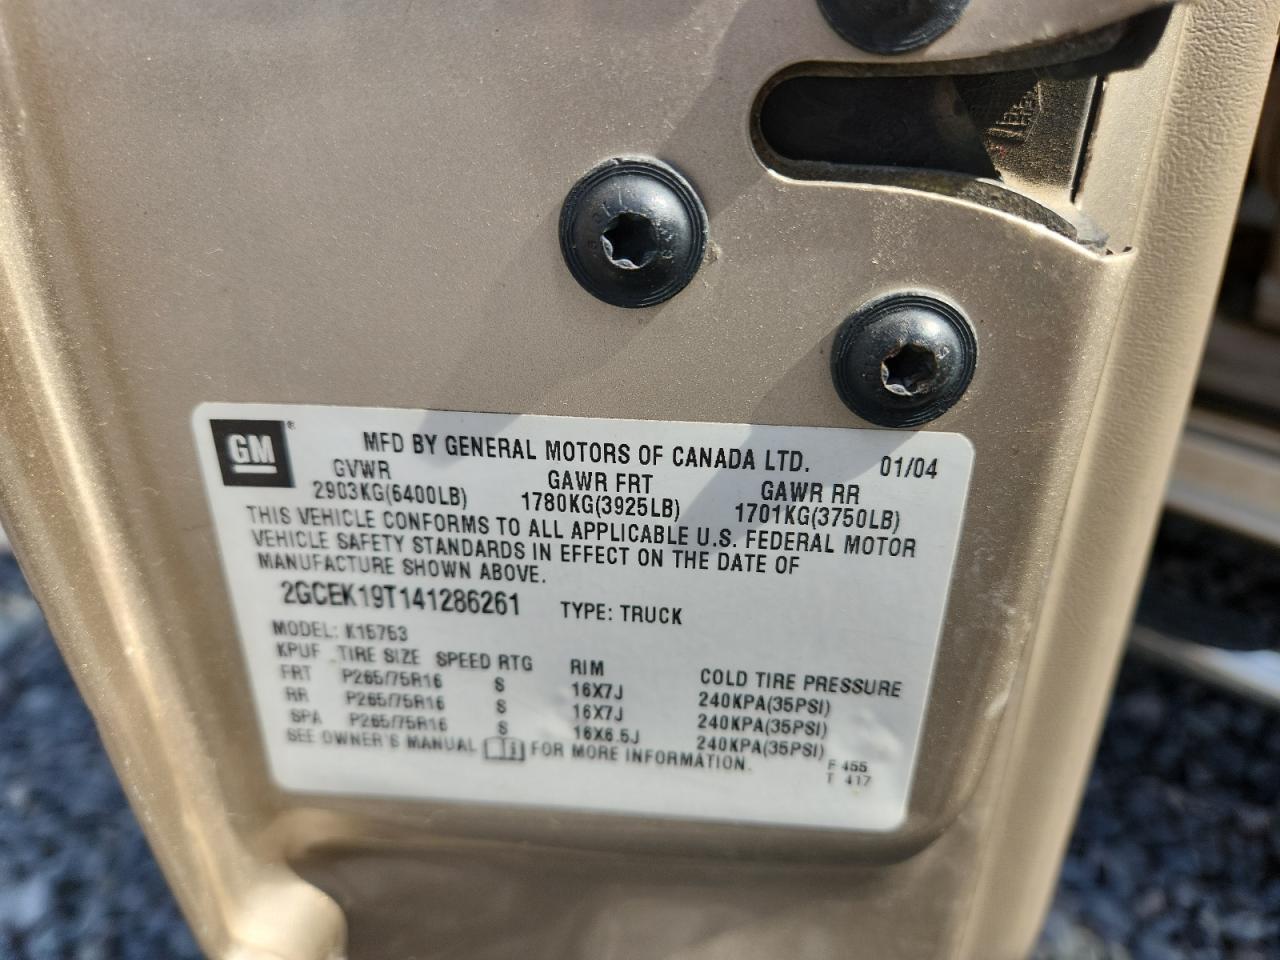 GM
MFD BY GENERAL MOTORS OF CANADA LTD. 01/04
GVWR GAWR FRT GAWR RR
2903KG(6400LB) 1780KG(3925LB) 1701KG(3750LB)
THIS VEHICLE CONFORMS TO ALL APPLICABLE U.S. FEDERAL MOTOR
VEHICLE SAFETY STANDARDS IN EFFECT ON THE DATE OF
MANUFACTURE SHOWN ABOVE.
2GCEK19T141286261 TYPE: TRUCK
MODEL: K15753
KPUF TIRE SIZE SPEED RTG RIM COLD TIRE PRESSURE
FRT P265/75R16 S 16X7J 240KPA(35PSI)
RR P265/75R16 S 16X7J 240KPA(35PSI)
SPA P265/75R16 S 16X6.5J 240KPA(35PSI)
SEE OWNER'S MANUAL FOR MORE INFORMATION.
F 455
T 417